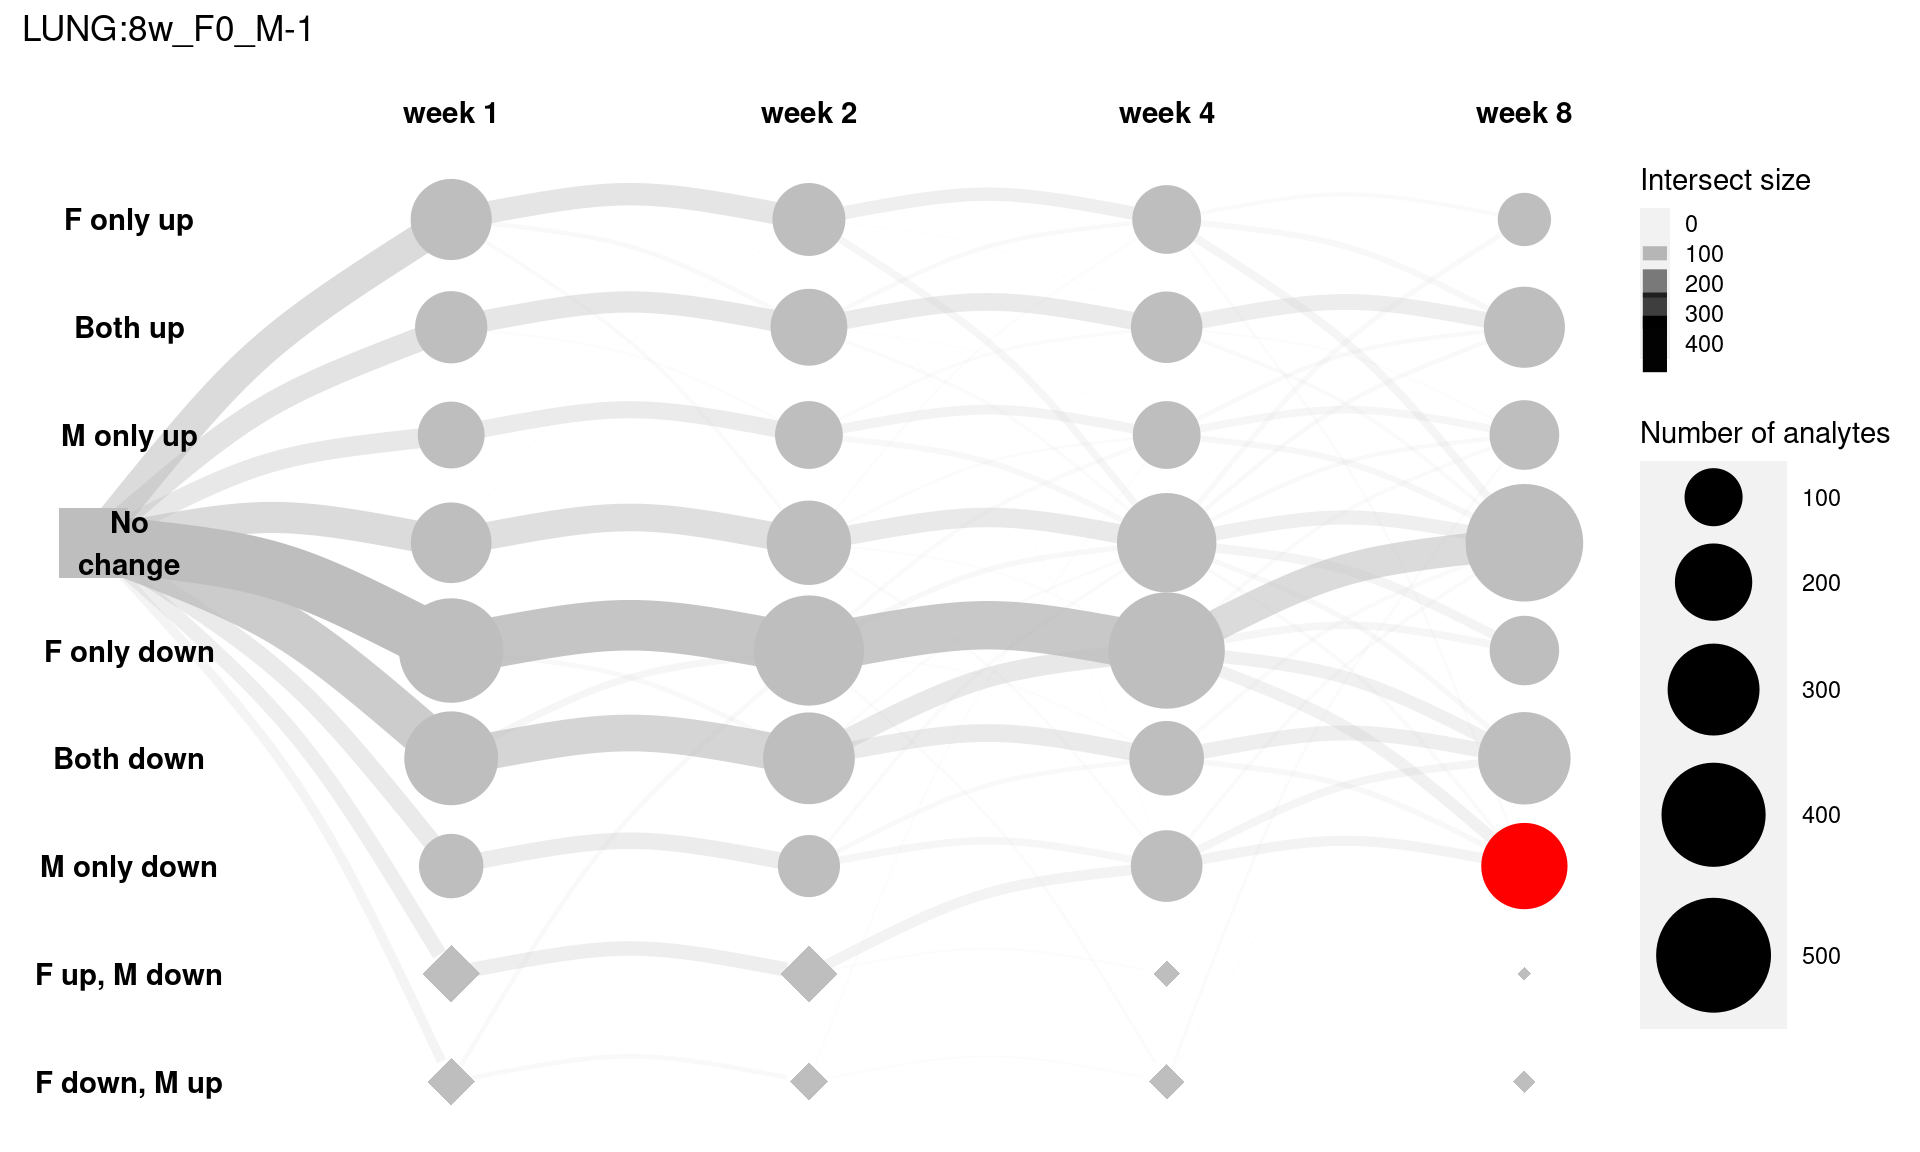 LUNG:8w_F0_M-1
week 1
week 2
week 4
week 8
F only up
Both up
M only up
No
change
F only down
Both down
M only down
F up, M down
F down, M up
Intersect size
0
100
200
300
400
Number of analytes
100
200
300
400
500